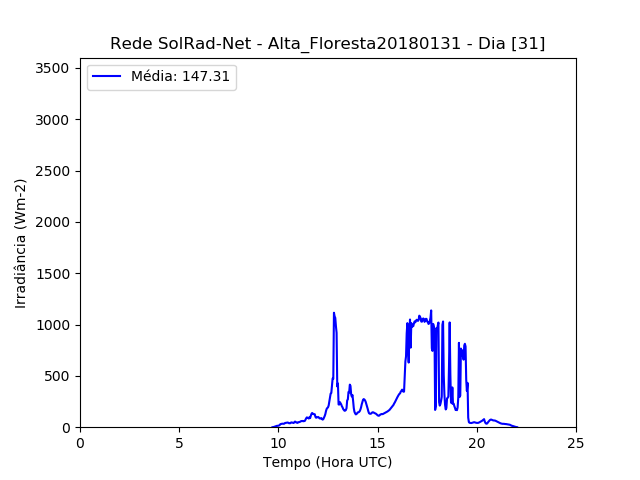 Rede SolRad-Net - Alta_Floresta20180131 - Dia [31]
Média: 147.31
Irradiância (Wm-2)
3500
3000
2500
2000
1500
1000
500
0
0 5 10 15 20 25
Tempo (Hora UTC)